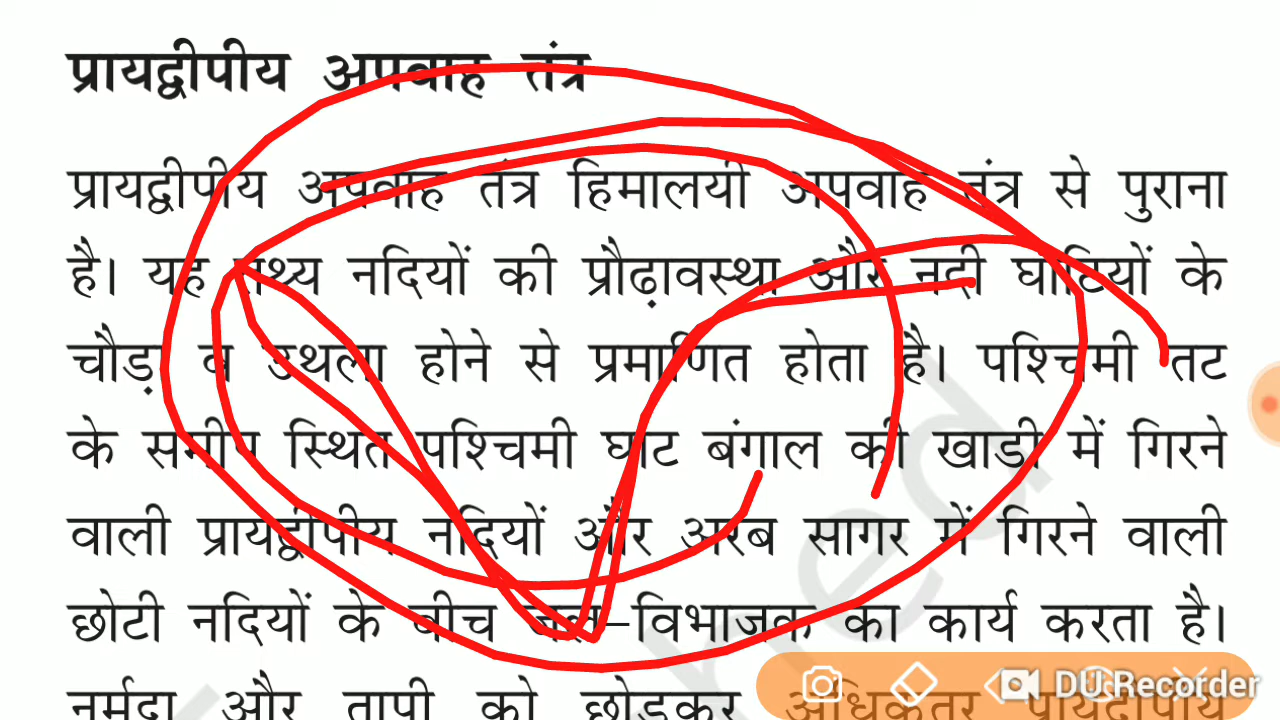 प्रायद्वीपीय अपवाह तंत्र
प्रायद्वीपीय अपवाह तंत्र हिमालयी अपवाह तंत्र से पुराना
है। यह तथ्य नदियों की प्रौढ़ावस्था और नदी घाटियों के
चौड़ा व उथला होने से प्रमाणित होता है। पश्चिमी तट
के समीप स्थित पश्चिमी घाट बंगाल की खाडी में गिरने
वाली प्रायद्वीपीय नदियों और अरब सागर में गिरने वाली
छोटी नदियों के बीच जल–विभाजक का कार्य करता है।
नर्मदा और तापी को छोड़कर अधिकतर प्रायद्वीपीय
DU Recorder